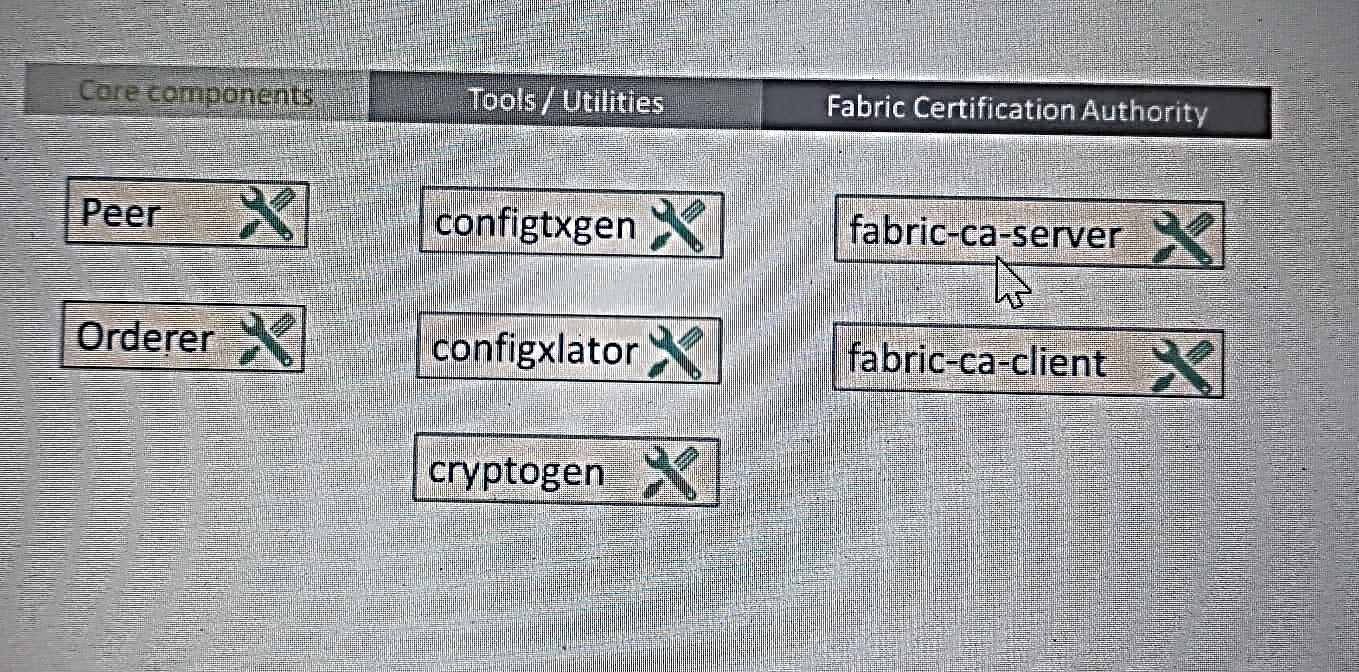 Core components
Tools / Utilities
Fabric Certification Authority
Peer
configtxgen
fabric-ca-server
Orderer
configxlator
fabric-ca-client
cryptogen